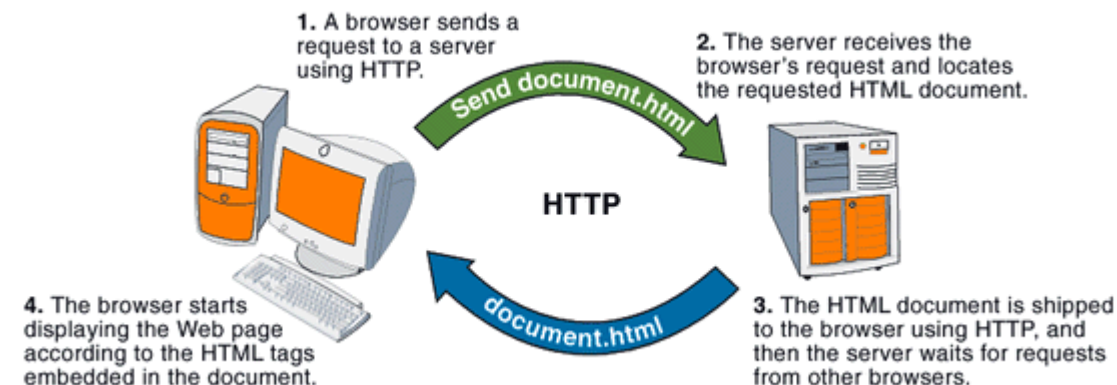 1. A browser sends a
request to a server
using HTTP.
Send document.html
2. The server receives the
browser's request and locates
the requested HTML document.
HTTP
document.html
3. The HTML document is shipped
to the browser using HTTP, and
then the server waits for requests
from other browsers.
4. The browser starts
displaying the Web page
according to the HTML tags
embedded in the document.